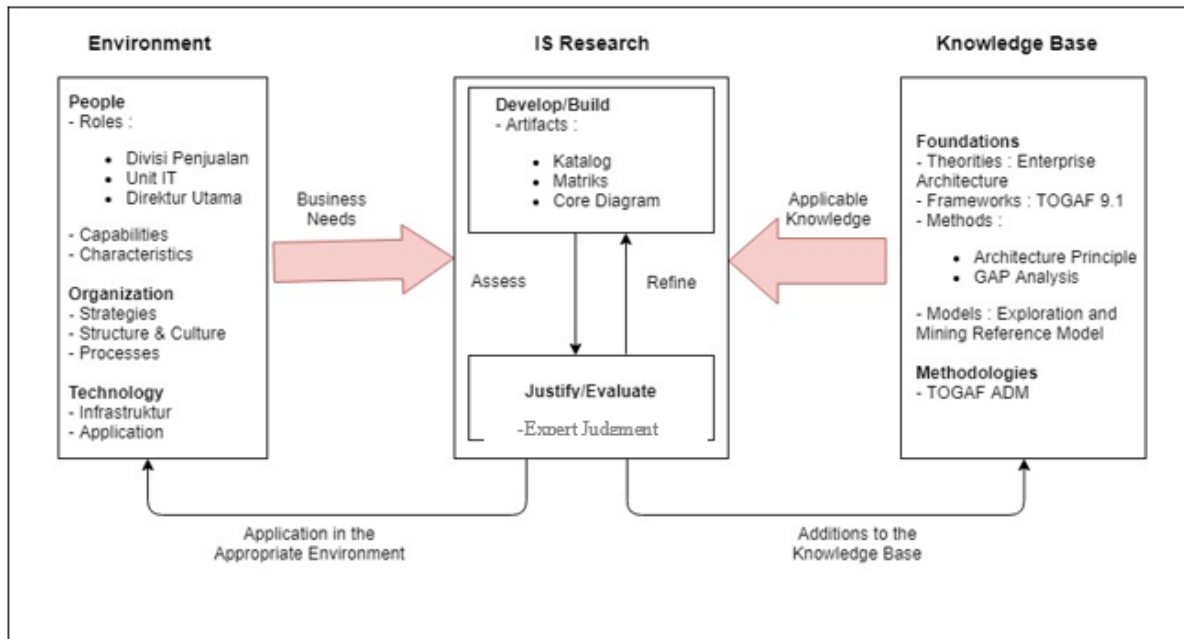 Environment
People
- Roles :
• Divisi Penjualan
• Unit IT
• Direktur Utama
- Capabilities
- Characteristics
Organization
- Strategies
- Structure & Culture
- Processes
Technology
- Infrastruktur
- Application
Business
Needs
IS Research
Develop/Build
- Artifacts :
• Katalog
• Matriks
• Core Diagram
Assess
Refine
Justify/Evaluate
-Expert Judgment
Applicable
Knowledge
Knowledge Base
Foundations
- Theorities : Enterprise
Architecture
- Frameworks : TOGAF 9.1
- Methods :
• Architecture Principle
• GAP Analysis
- Models : Exploration and
Mining Reference Model
Methodologies
- TOGAF ADM
Application in the
Appropriate Environment
Additions to the
Knowledge Base